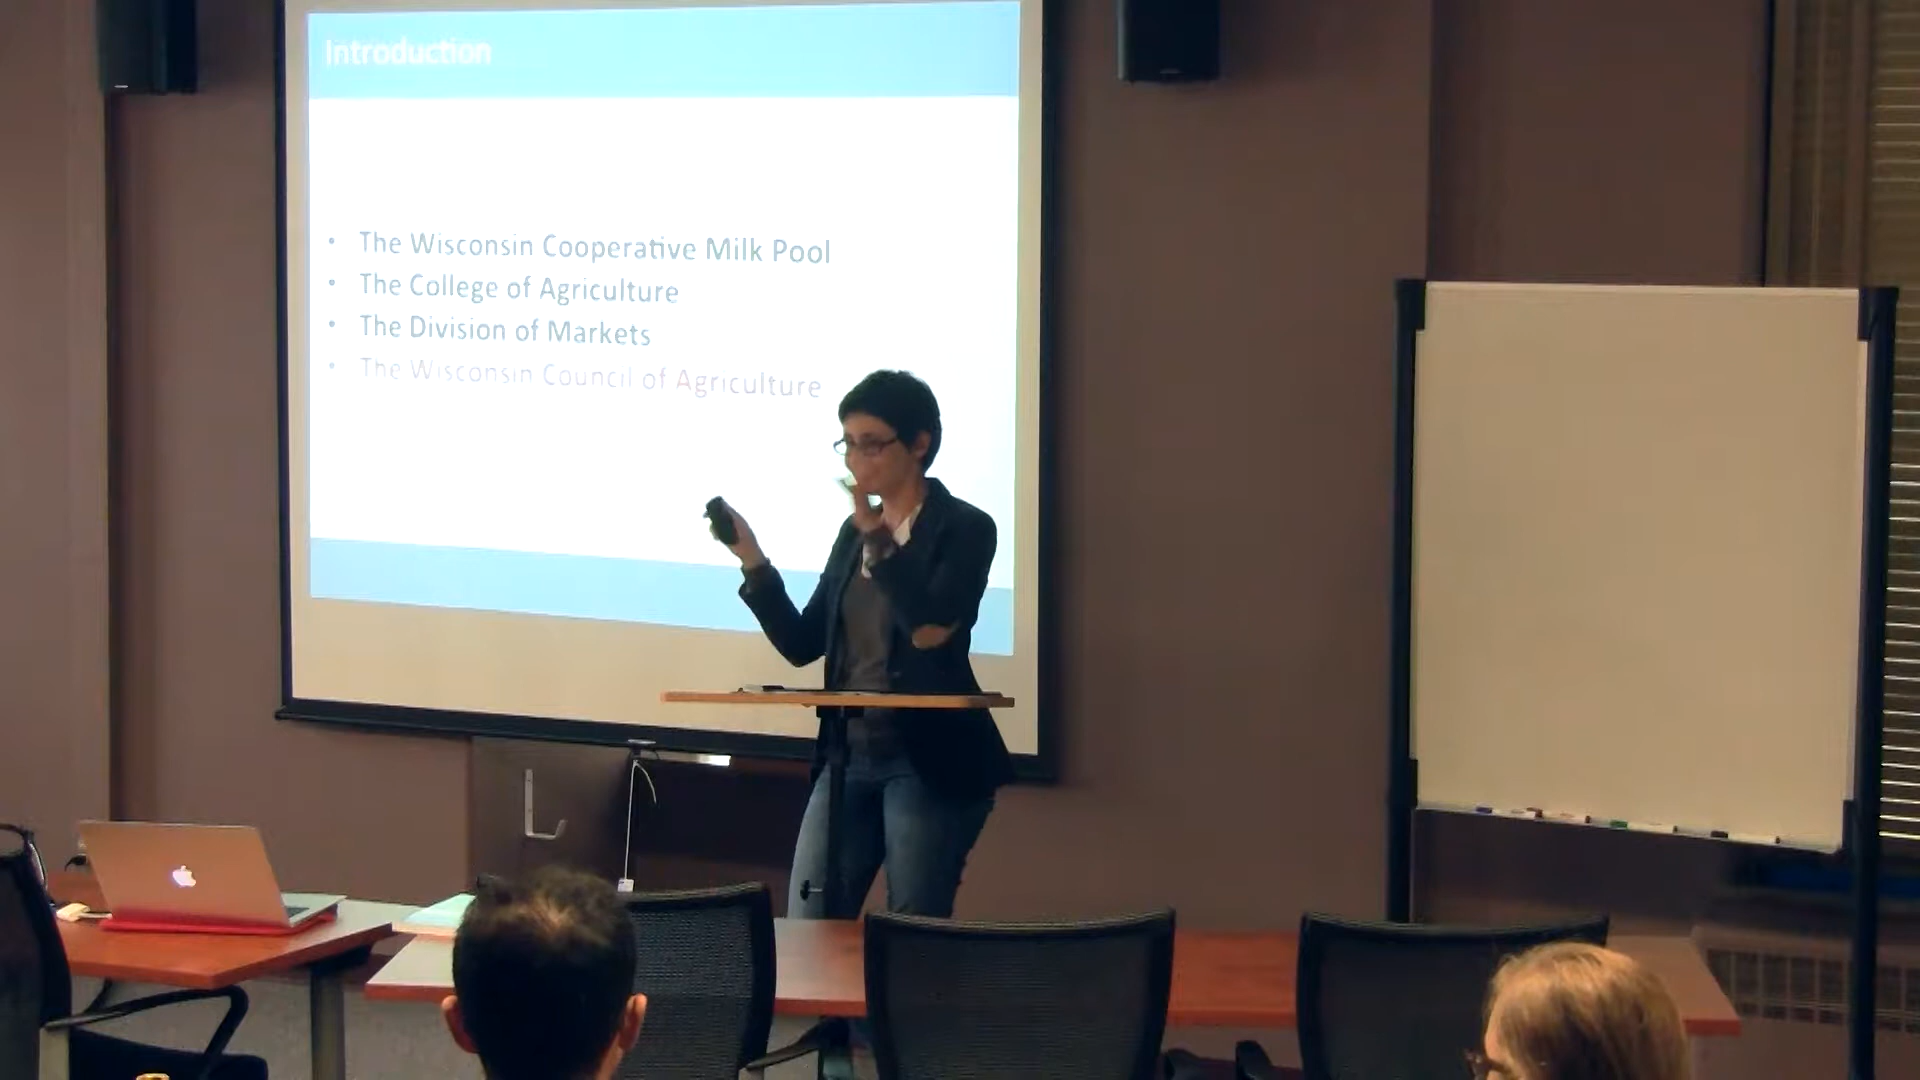 Introduction
• The Wisconsin Cooperative Milk Pool
• The College of Agriculture
• The Division of Markets
• The Wisconsin Council of Agriculture